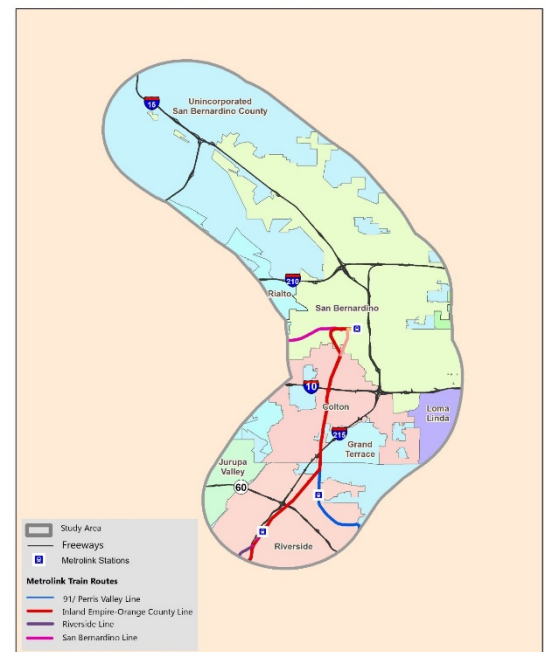 15
Unincorporated
San Bernardino County
210
Rialto
San Bernardino
10
Colton
Loma
Linda
215
Grand
Terrace
Jurupa
Valley
60
Riverside
Study Area
Freeways
Metrolink Stations
Metrolink Train Routes
91/ Perris Valley Line
Inland Empire-Orange County Line
Riverside Line
San Bernardino Line